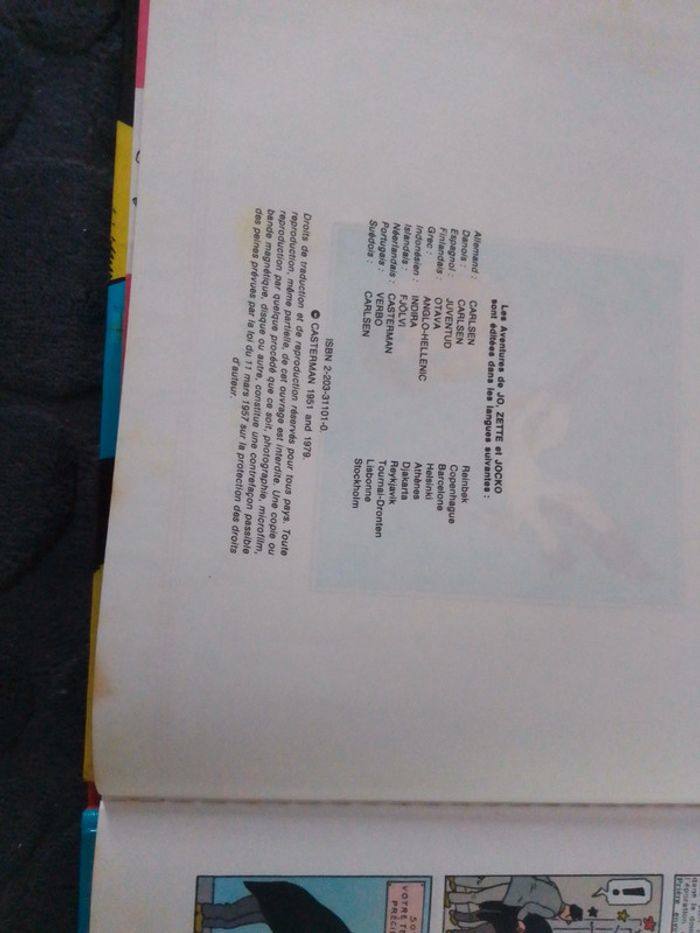 Les Aventures de JO, ZETTE et JOCKO
sont éditées dans les langues suivantes :
Allemand : CARLSEN Reinbek
Danois : CARLSEN Copenhague
Espagnol : JUVENTUD Barcelone
Finlandais : OTAVA Helsinki
Grec : ANGLO-HELLENIC Athènes
Indonésien : INDIRA Djakarta
Islandais : FJÖLVI Reykjavik
Néerlandais : CASTERMAN Tournai-Dronten
Portugais : VERBO Lisbonne
Suédois : CARLSEN Stockholm
ISBN 2-203-31101-0.
© CASTERMAN 1951 and 1979.
Droits de traduction et de reproduction réservés pour tous pays. Toute
reproduction, même partielle, de cet ouvrage est interdite. Une copie ou
reproduction par quelque procédé que ce soit, photographie, microfilm,
bande magnétique, disque ou autre, constitue une contrefaçon passible
des peines prévues par la loi du 11 mars 1957 sur la protection des droits
d'auteur.
!
VOTRE